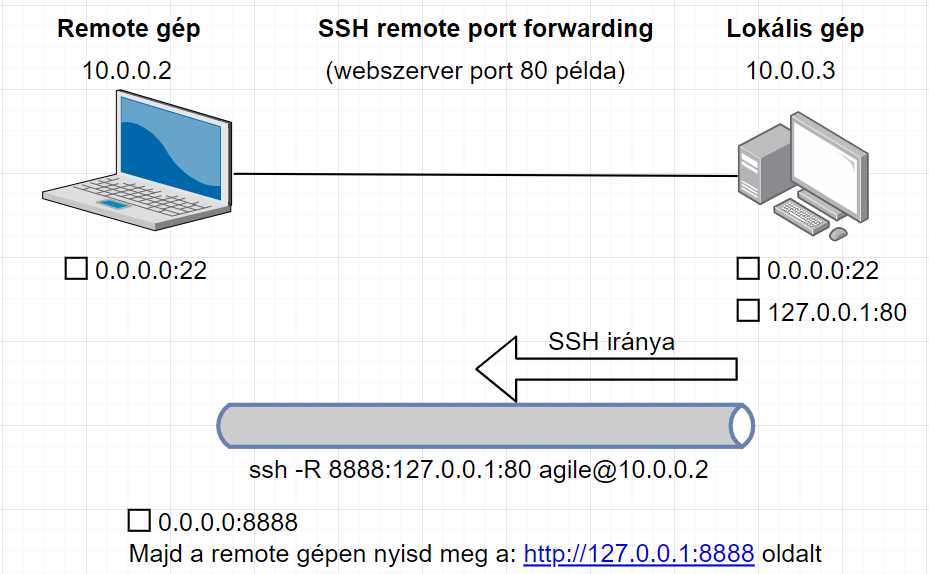 Remote gép SSH remote port forwarding Lokális gép
10.0.0.2 (webszerver port 80 példa) 10.0.0.3
0.0.0.0:22 0.0.0.0:22
127.0.0.1:80
SSH iránya
ssh -R 8888:127.0.0.1:80 agile@10.0.0.2
0.0.0.0:8888
Majd a remote gépen nyisd meg a: http://127.0.0.1:8888 oldalt